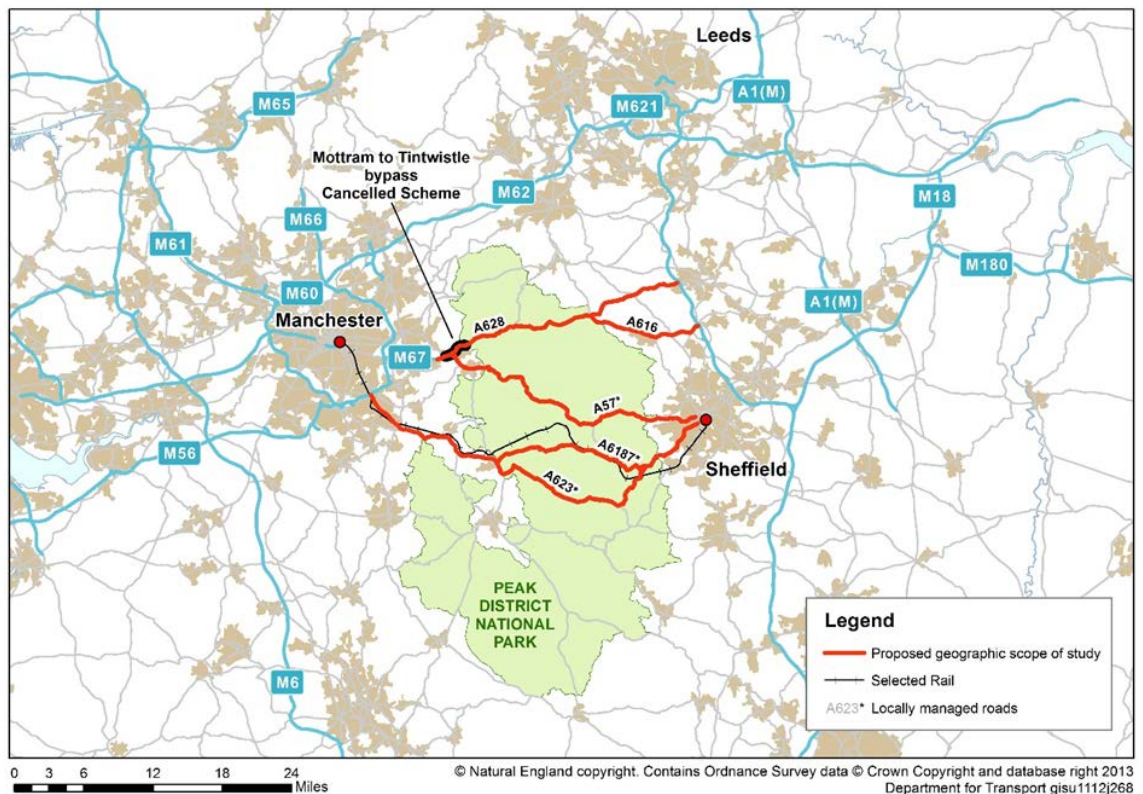 Leeds
M65
M621
A1(M)
Mottram to Tintwistle
bypass
Cancelled Scheme
M62
M18
M66
M61
M180
M60
A1(M)
Manchester
A628
A616
M67
A57*
M56
A6187*
Sheffield
A623*
PEAK
DISTRICT
NATIONAL
PARK
M6
Legend
Proposed geographic scope of study
Selected Rail
A623* Locally managed roads
0 3 6 12 18 24
Miles
© Natural England copyright. Contains Ordnance Survey data © Crown Copyright and database right 2013
Department for Transport gisu1112j268